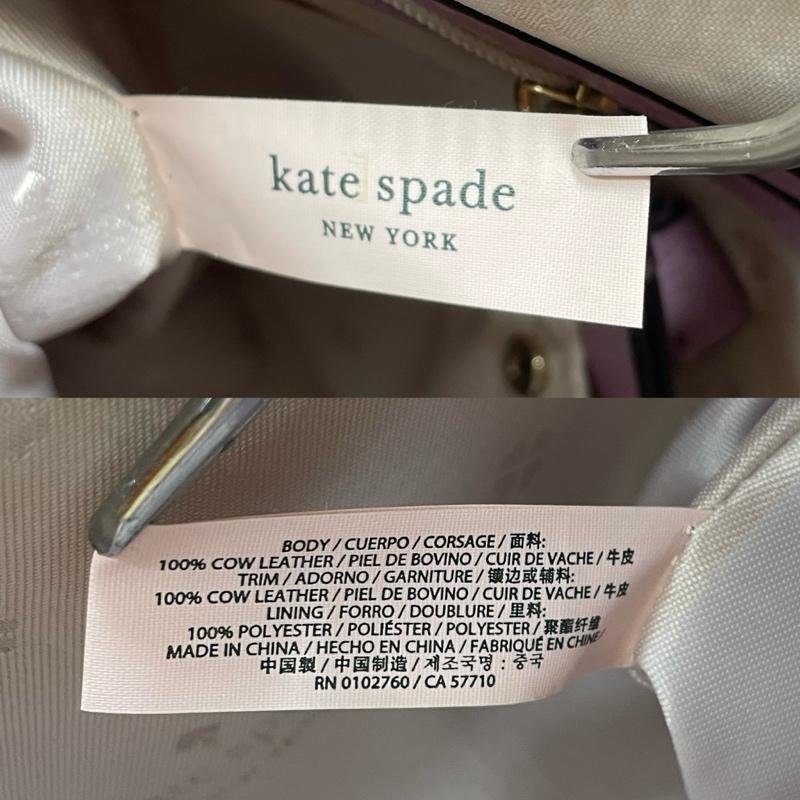 kate spade
NEW YORK
BODY / CUERPO / CORSAGE / 面料:
100% COW LEATHER / PIEL DE BOVINO / CUIR DE VACHE / 牛皮
TRIM / ADORNO / GARNITURE / 镶边或辅料:
100% COW LEATHER / PIEL DE BOVINO / CUIR DE VACHE / 牛皮
LINING / FORRO / DOUBLURE / 里料:
100% POLYESTER / POLIÉSTER / POLYESTER / 聚酯纤维
MADE IN CHINA / HECHO EN CHINA / FABRIQUÉ EN CHINE/
中国製 / 中国制造 / 제조국명 : 중국
RN 0102760 / CA 57710